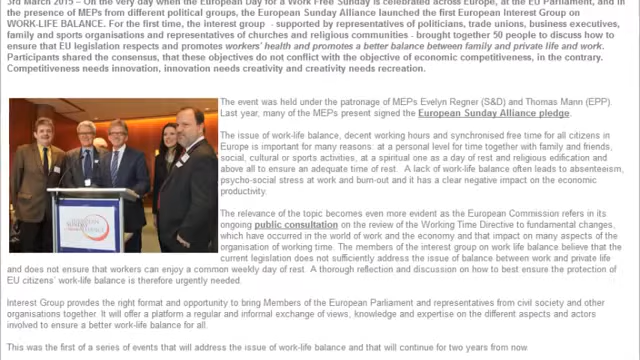 3rd March 2015 – On the very day when the European Day for a Work Free Sunday is celebrated across Europe, at the EU Parliament, and in
the presence of MEPs from different political groups, the European Sunday Alliance launched the first European Interest Group on
WORK-LIFE BALANCE. For the first time, the interest group - supported by representatives of politicians, trade unions, business executives,
family and sports organisations and representatives of churches and religious communities - brought together 50 people to discuss how to
ensure that EU legislation respects and promotes workers' health and promotes a better balance between family and private life and work.
Participants shared the consensus, that these objectives do not conflict with the objective of economic competitiveness, in the contrary.
Competitiveness needs innovation, innovation needs creativity and creativity needs recreation.
The event was held under the patronage of MEPs Evelyn Regner (S&D) and Thomas Mann (EPP).
Last year, many of the MEPs present signed the European Sunday Alliance pledge.
The issue of work-life balance, decent working hours and synchronised free time for all citizens in
Europe is important for many reasons: at a personal level for time together with family and friends,
social, cultural or sports activities, at a spiritual one as a day of rest and religious edification and
above all to ensure an adequate time of rest. A lack of work-life balance often leads to absenteeism,
psycho-social stress at work and burn-out and it has a clear negative impact on the economic
productivity.
The relevance of the topic becomes even more evident as the European Commission refers in its
ongoing public consultation on the review of the Working Time Directive to fundamental changes,
which have occurred in the world of work and the economy and that impact on many aspects of the
organisation of working time. The members of the interest group on work life balance believe that the
current legislation does not sufficiently address the issue of balance between work and private life
and does not ensure that workers can enjoy a common weekly day of rest. A thorough reflection and discussion on how to best ensure the protection of
EU citizens' work-life balance is therefore urgently needed.
Interest Group provides the right format and opportunity to bring Members of the European Parliament and representatives from civil society and other
organisations together. It will offer a platform a regular and informal exchange of views, knowledge and expertise on the different aspects and actors
involved to ensure a better work-life balance for all.
This was the first of a series of events that will address the issue of work-life balance and that will continue for two years from now
EUROPEAN
SUNDAY
ALLIANCE